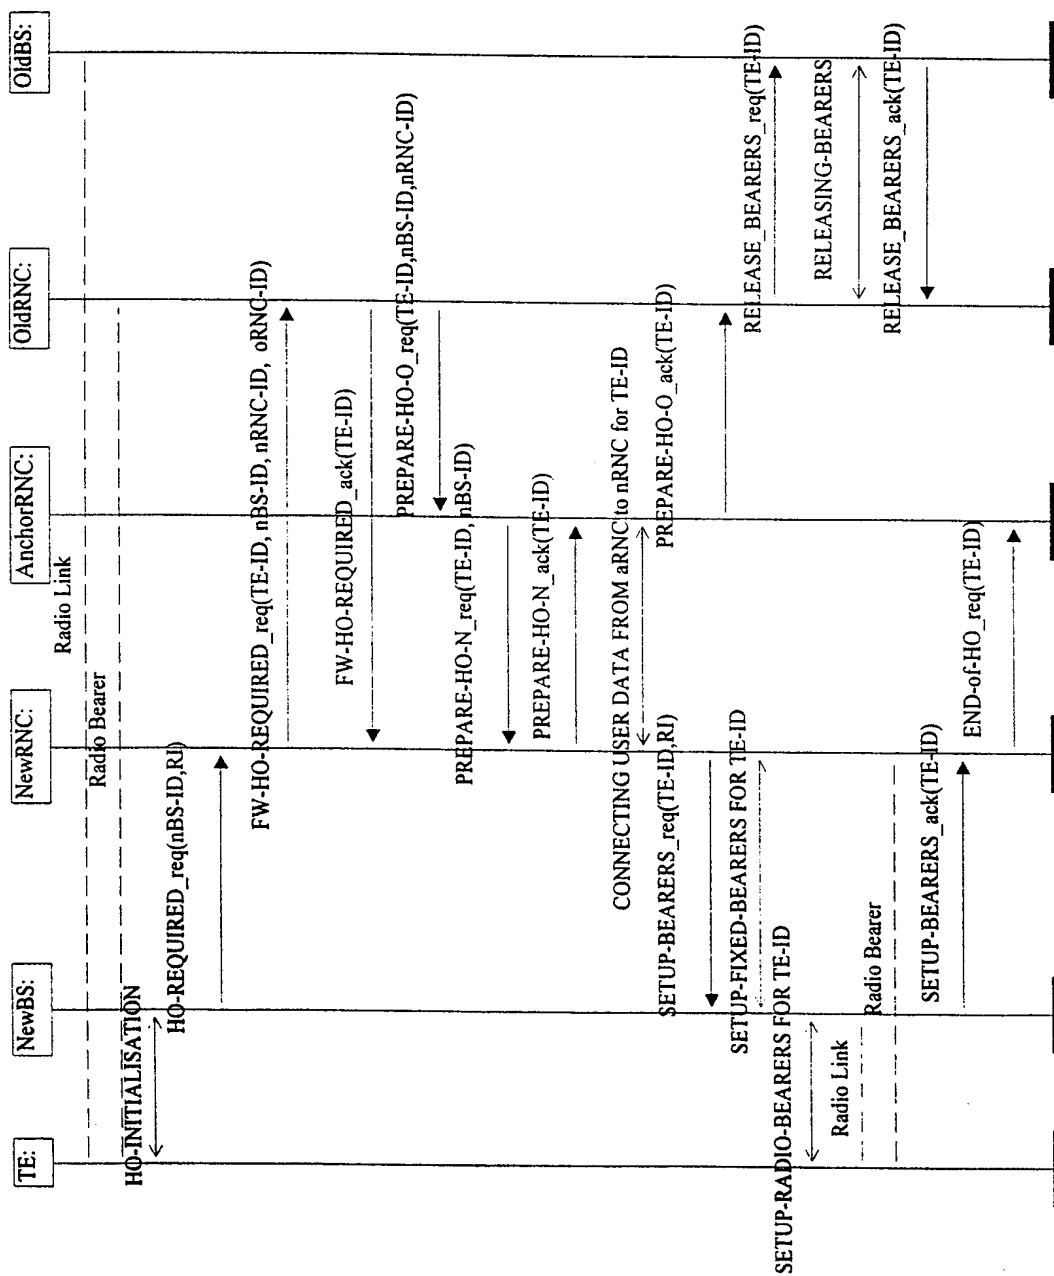 TE:
NewBS:
NewRNC:
AnchorRNC:
OldRNC:
OldBS:
Radio Link
Radio Bearer
HO-INITIALISATION
HO-REQUIRED_req(nBS-ID,RI)
FW-HO-REQUIRED_req(TE-ID, nBS-ID, nRNC-ID, oRNC-ID)
FW-HO-REQUIRED_ack(TE-ID)
PREPARE-HO-O_req(TE-ID,nBS-ID,nRNC-ID)
PREPARE-HO-N_req(TE-ID, nBS-ID)
PREPARE-HO-N_ack(TE-ID)
CONNECTING USER DATA FROM aRNC to nRNC for TE-ID
SETUP-BEARERS_req(TE-ID,RI)
PREPARE-HO-O_ack(TE-ID)
SETUP-FIXED-BEARERS FOR TE-ID
RELEASE_BEARERS_req(TE-ID)
SETUP-RADIO-BEARERS FOR TE-ID
RELEASING-BEARERS
Radio Link
Radio Bearer
RELEASE_BEARERS_ack(TE-ID)
SETUP-BEARERS_ack(TE-ID)
END-of-HO_req(TE-ID)